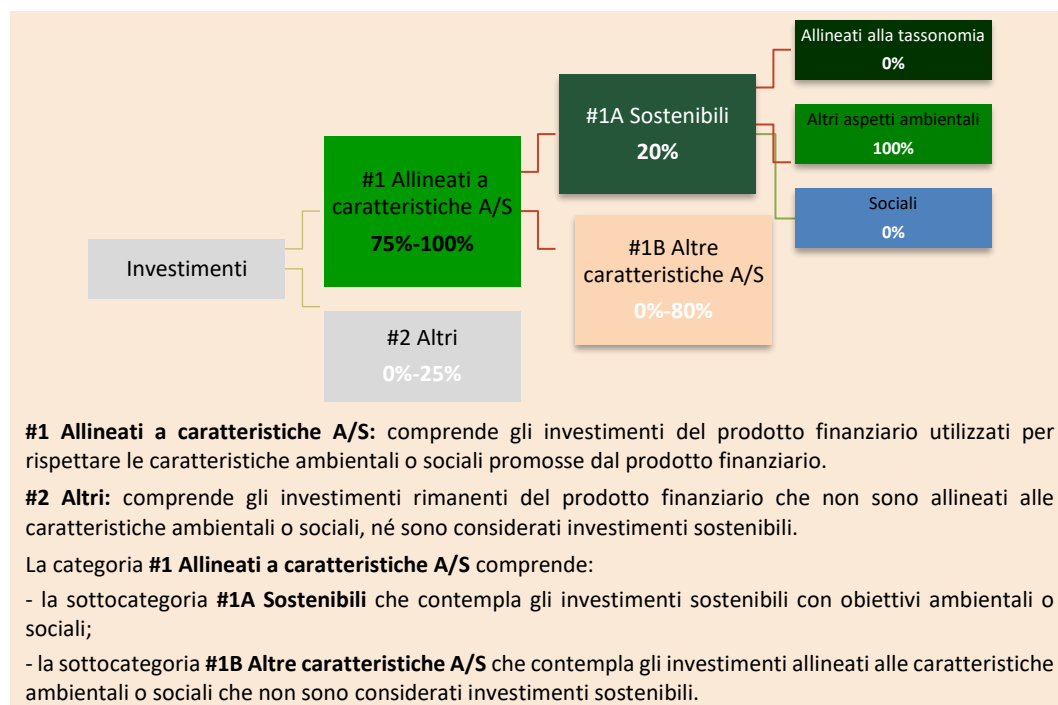 Allineati alla tassonomia
0%
#1A Sostenibili
20%
Altri aspetti ambientali
100%
#1 Allineati a
caratteristiche A/S
75%-100%
Sociali
0%
Investimenti
#1B Altre
caratteristiche A/S
0%-80%
#2 Altri
0%-25%
#1 Allineati a caratteristiche A/S: comprende gli investimenti del prodotto finanziario utilizzati per
rispettare le caratteristiche ambientali o sociali promosse dal prodotto finanziario.
#2 Altri: comprende gli investimenti rimanenti del prodotto finanziario che non sono allineati alle
caratteristiche ambientali o sociali, né sono considerati investimenti sostenibili.
La categoria #1 Allineati a caratteristiche A/S comprende:
- la sottocategoria #1A Sostenibili che contempla gli investimenti sostenibili con obiettivi ambientali o
sociali;
- la sottocategoria #1B Altre caratteristiche A/S che contempla gli investimenti allineati alle caratteristiche
ambientali o sociali che non sono considerati investimenti sostenibili.